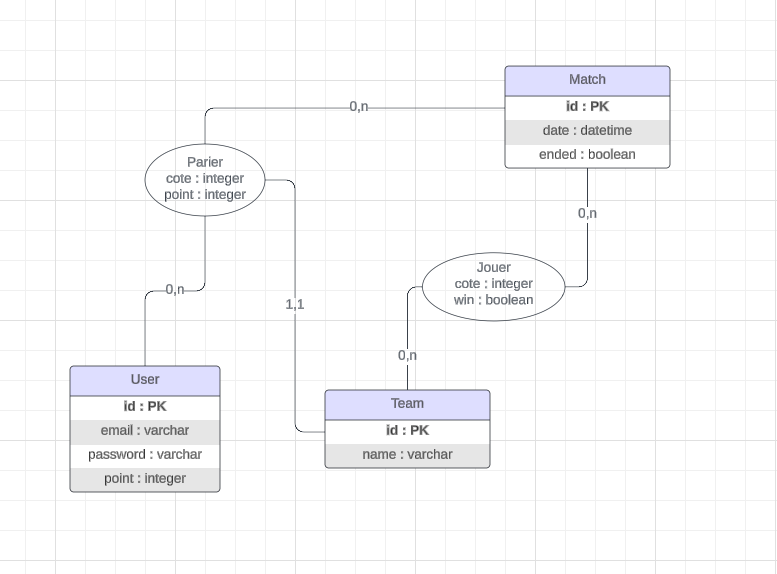 Match
id : PK
date : datetime
ended : boolean
0,n
Parier
cote : integer
point : integer
0,n
Jouer
cote : integer
win : boolean
0,n
1,1
0,n
User
id : PK
email : varchar
password : varchar
point : integer
Team
id : PK
name : varchar